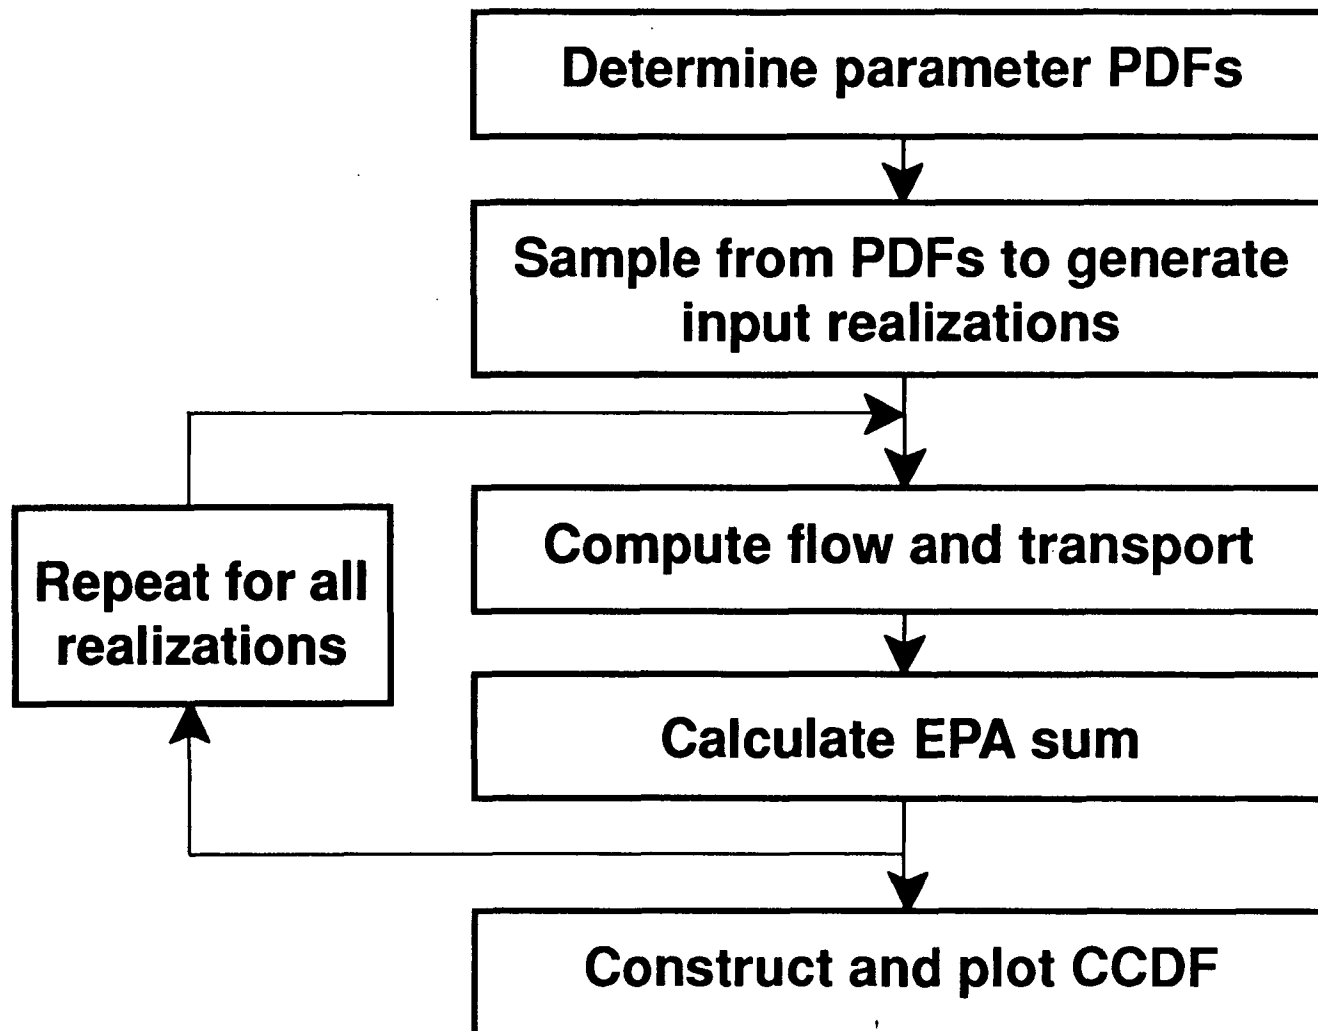 Determine parameter PDFs
Sample from PDFs to generate
input realizations
Compute flow and transport
Repeat for all
realizations
Calculate EPA sum
Construct and plot CCDF